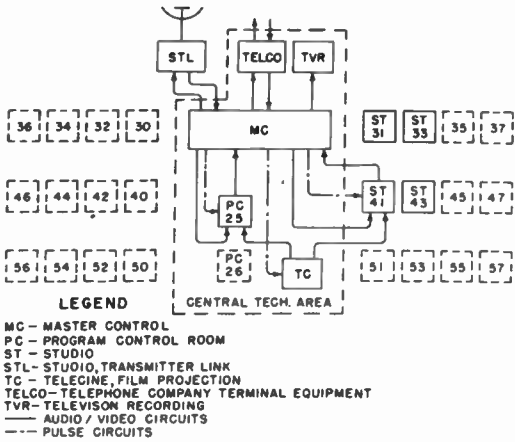 STL
TELCO
TVR
36 34 32 30
MC
ST 31
ST 33
35 37
46 44 42 40
PC 25
ST 41
ST 43
45 47
56 54 52 50
PC 26
TC
51 53 55 57
CENTRAL TECH. AREA
LEGEND
MC - MASTER CONTROL
PC - PROGRAM CONTROL ROOM
ST - STUDIO
STL- STUDIO, TRANSMITTER LINK
TC - TELECINE, FILM PROJECTION
TELCO-TELEPHONE COMPANY TERMINAL EQUIPMENT
TVR- TELEVISON RECORDING
AUDIO / VIDEO CIRCUITS
PULSE CIRCUITS